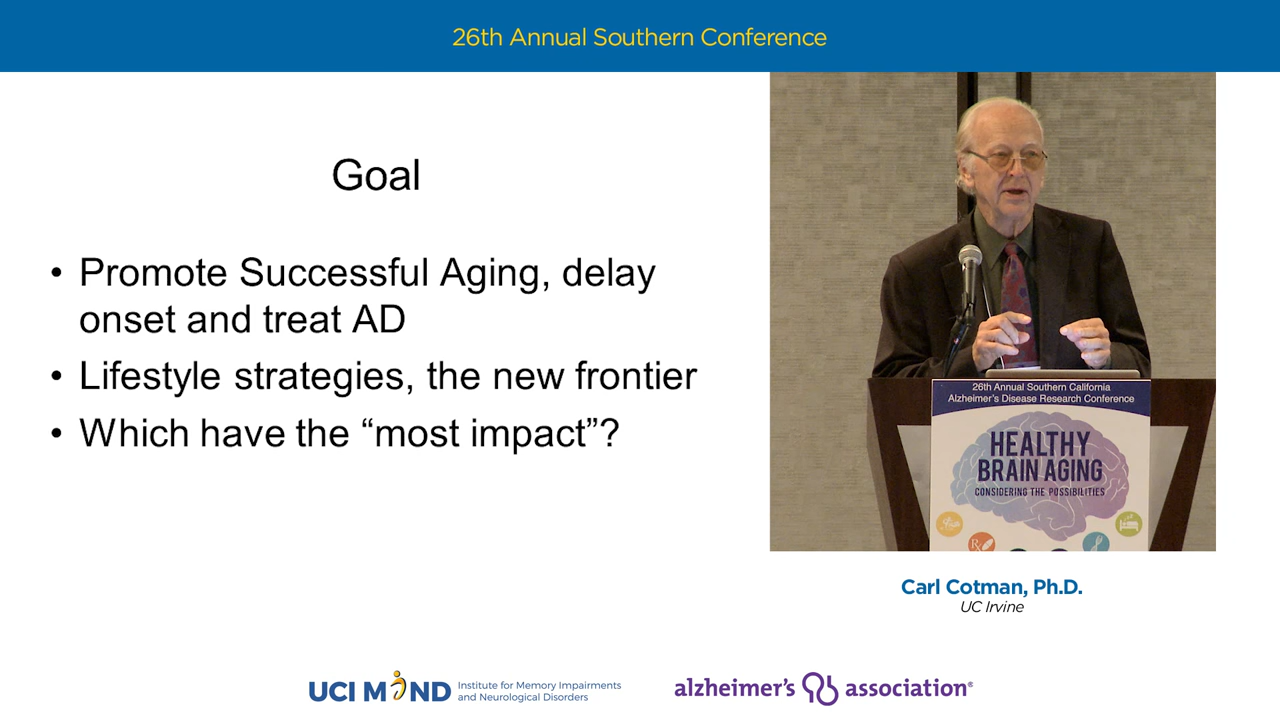 26th Annual Southern Conference
Goal
• Promote Successful Aging, delay
onset and treat AD
• Lifestyle strategies, the new frontier
• Which have the “most impact”?
26th Annual Southern California
Alzheimer's Disease Research Conference
HEALTHY
BRAIN AGING
CONSIDERING THE POSSIBILITIES
Rx
Carl Cotman, Ph.D.
UC Irvine
UCI MIND
Institute for Memory Impairments
and Neurological Disorders
alzheimer's association®